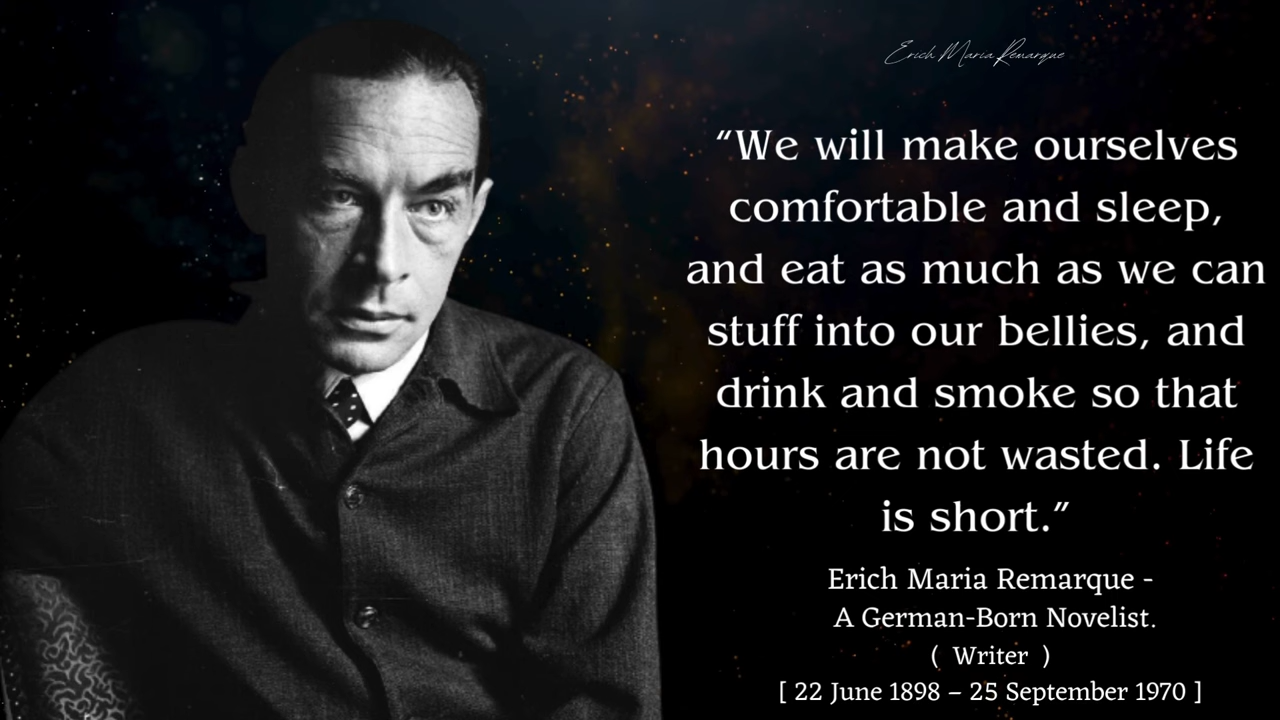 Erich Maria Remarque
“We will make ourselves
comfortable and sleep,
and eat as much as we can
stuff into our bellies, and
drink and smoke so that
hours are not wasted. Life
is short.”
Erich Maria Remarque -
A German-Born Novelist.
( Writer )
[ 22 June 1898 – 25 September 1970 ]